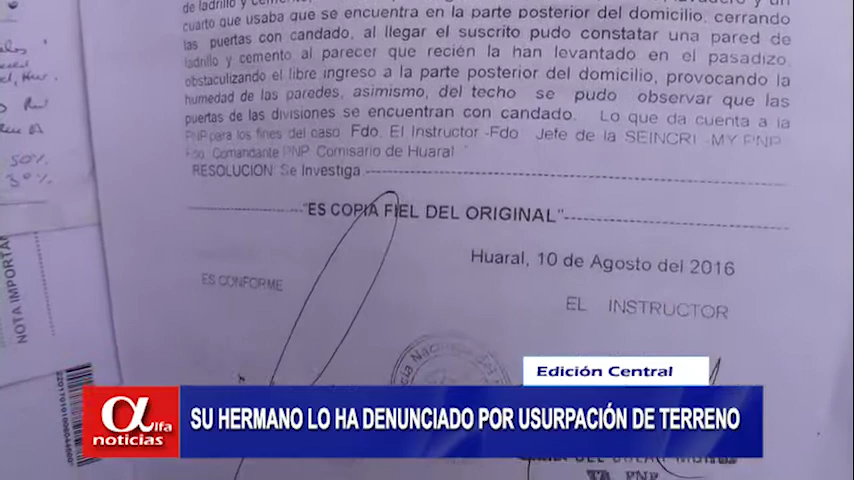 de ladrillo y cemento,
cuarto que usaba que se encuentra en la parte posterior del domicilio, cerrando
las puertas con candado, al llegar el suscrito pudo constatar una pared de
ladrillo y cemento al parecer que recién la han levantado en el pasadizo,
obstaculizando el libre ingreso a la parte posterior del domicilio, provocando la
humedad de las paredes, asimismo, del techo se pudo observar que las
puertas de las divisiones se encuentran con candado. Lo que da cuenta a la
PNP para los fines del caso. Fdo. El Instructor -Fdo Jefe de la SEINCRI -MY PNP.
Fdo. Comandante PNP Comisario de Huaral "
RESOLUCION: Se Investiga
"ES COPIA FIEL DEL ORIGINAL"
Huaral, 10 de Agosto del 2016
ES CONFORME
EL INSTRUCTOR
50%
30%
NOTA IMPORTAN
Edición Central
alfa
noticias
SU HERMANO LO HA DENUNCIADO POR USURPACIÓN DE TERRENO
PNP